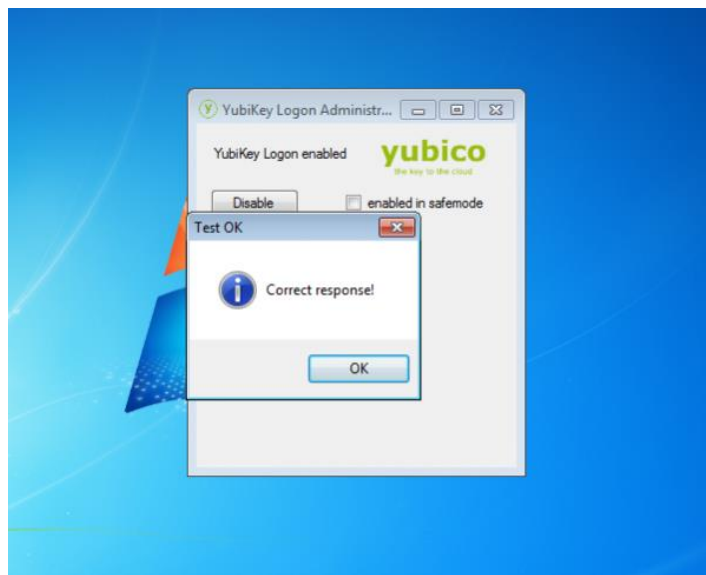 YubiKey Logon Administr...
YubiKey Logon enabled
yubico
the key to the cloud
Disable
enabled in safemode
Test OK
Correct response!
OK